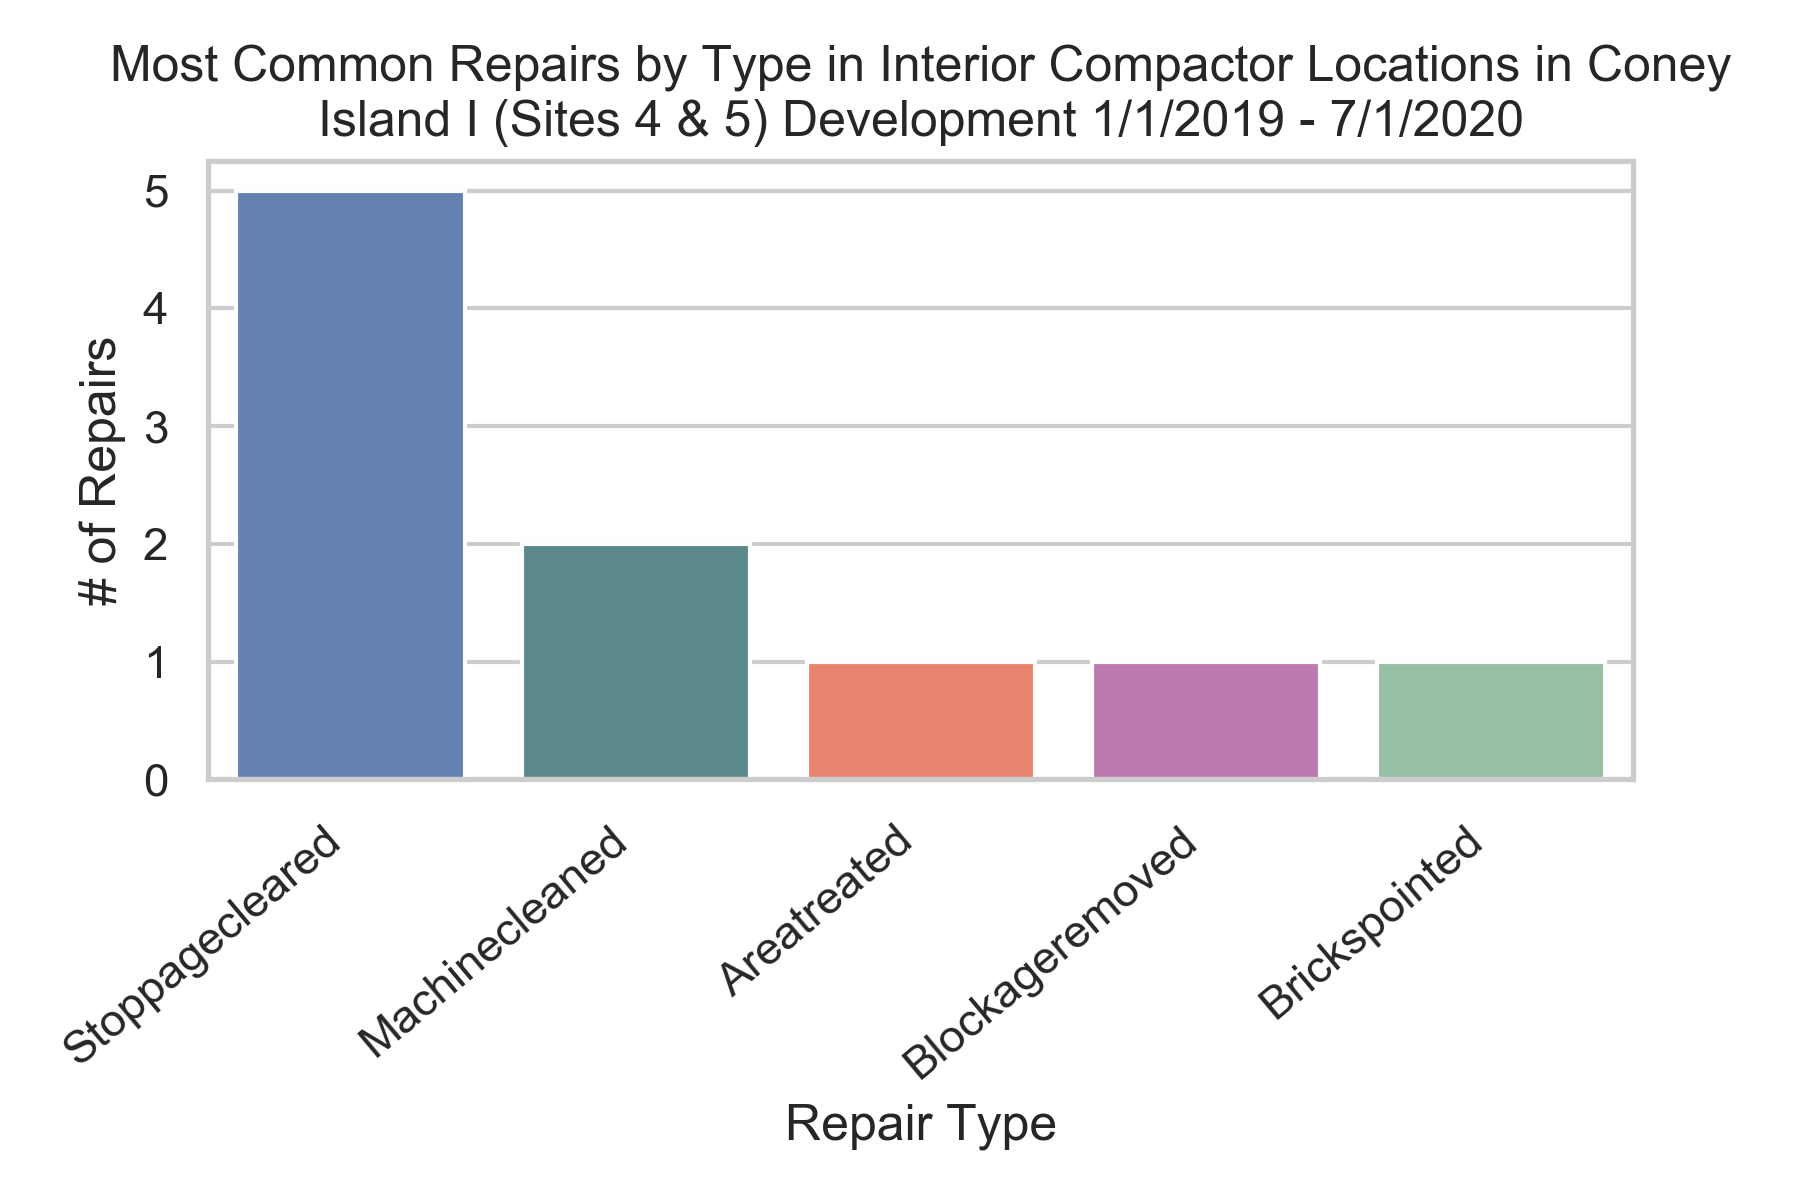 Most Common Repairs by Type in Interior Compactor Locations in Coney
Island I (Sites 4 & 5) Development 1/1/2019 - 7/1/2020
# of Repairs
5
4
3
2
1
0
Stoppagecleared
Machinecleaned
Areatreated
Blockageremoved
Brickspointed
Repair Type